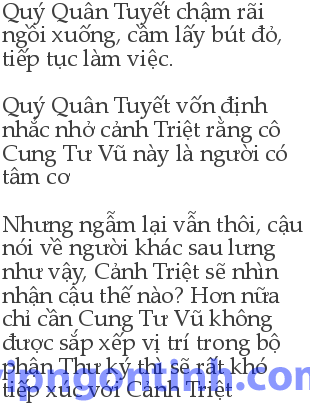 Quý Quân Tuyết chậm rãi
ngồi xuống, cầm lấy bút đỏ,
tiếp tục làm việc.
Quý Quân Tuyết vốn định
nhắc nhở cảnh Triệt rằng cô
Cung Tư Vũ này là người có
tâm cơ
Nhưng ngẫm lại vẫn thôi, cậu
nói về người khác sau lưng
như vậy, Cảnh Triệt sẽ nhìn
nhận cậu thế nào? Hơn nữa
chỉ cần Cung Tư Vũ không
được sắp xếp vị trí trong bộ
phận Thư ký thì sẽ rất khó
tiếp xúc với Cảnh Triệt
ipngontinh.com